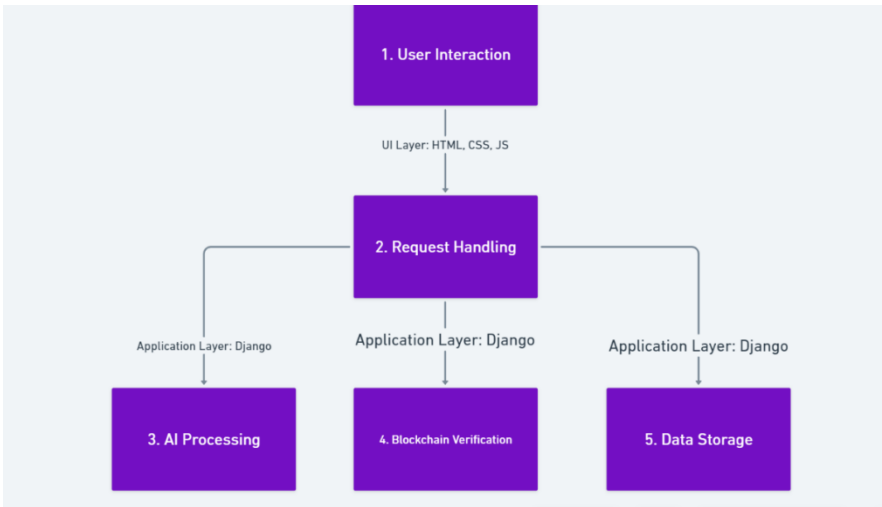 1. User Interaction
UI Layer: HTML, CSS, JS
2. Request Handling
Application Layer: Django
Application Layer: Django
Application Layer: Django
3. AI Processing
4. Blockchain Verification
5. Data Storage